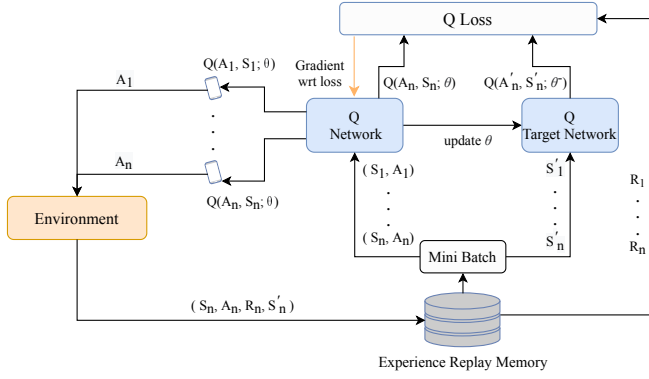 Q Loss
Gradient
wrt loss
Q(A₁, S₁; θ)
Q(Aₙ, Sₙ; θ)
Q(A′ₙ, S′ₙ; θ⁻)
A₁
Q
Network
Q
Target Network
update θ
Aₙ
Q(Aₙ, Sₙ; θ)
( S₁, A₁)
S′₁
R₁
Environment
( Sₙ, Aₙ)
S′ₙ
Rₙ
Mini Batch
( Sₙ, Aₙ, Rₙ, S′ₙ )
Experience Replay Memory